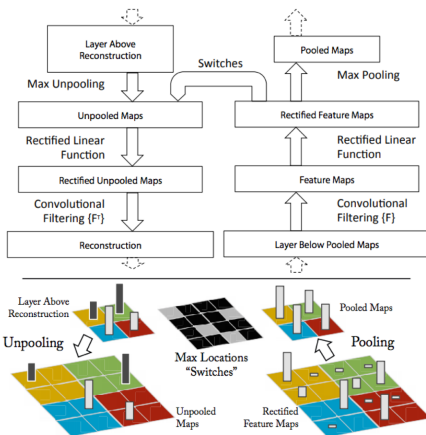 Layer Above
Reconstruction
Pooled Maps
Switches
Max Unpooling
Max Pooling
Unpooled Maps
Rectified Feature Maps
Rectified Linear
Function
Rectified Linear
Function
Rectified Unpooled Maps
Feature Maps
Convolutional
Filtering {Fᵀ}
Convolutional
Filtering {F}
Reconstruction
Layer Below Pooled Maps
Layer Above
Reconstruction
Pooled Maps
Unpooling
Max Locations
“Switches”
Pooling
Unpooled
Maps
Rectified
Feature Maps